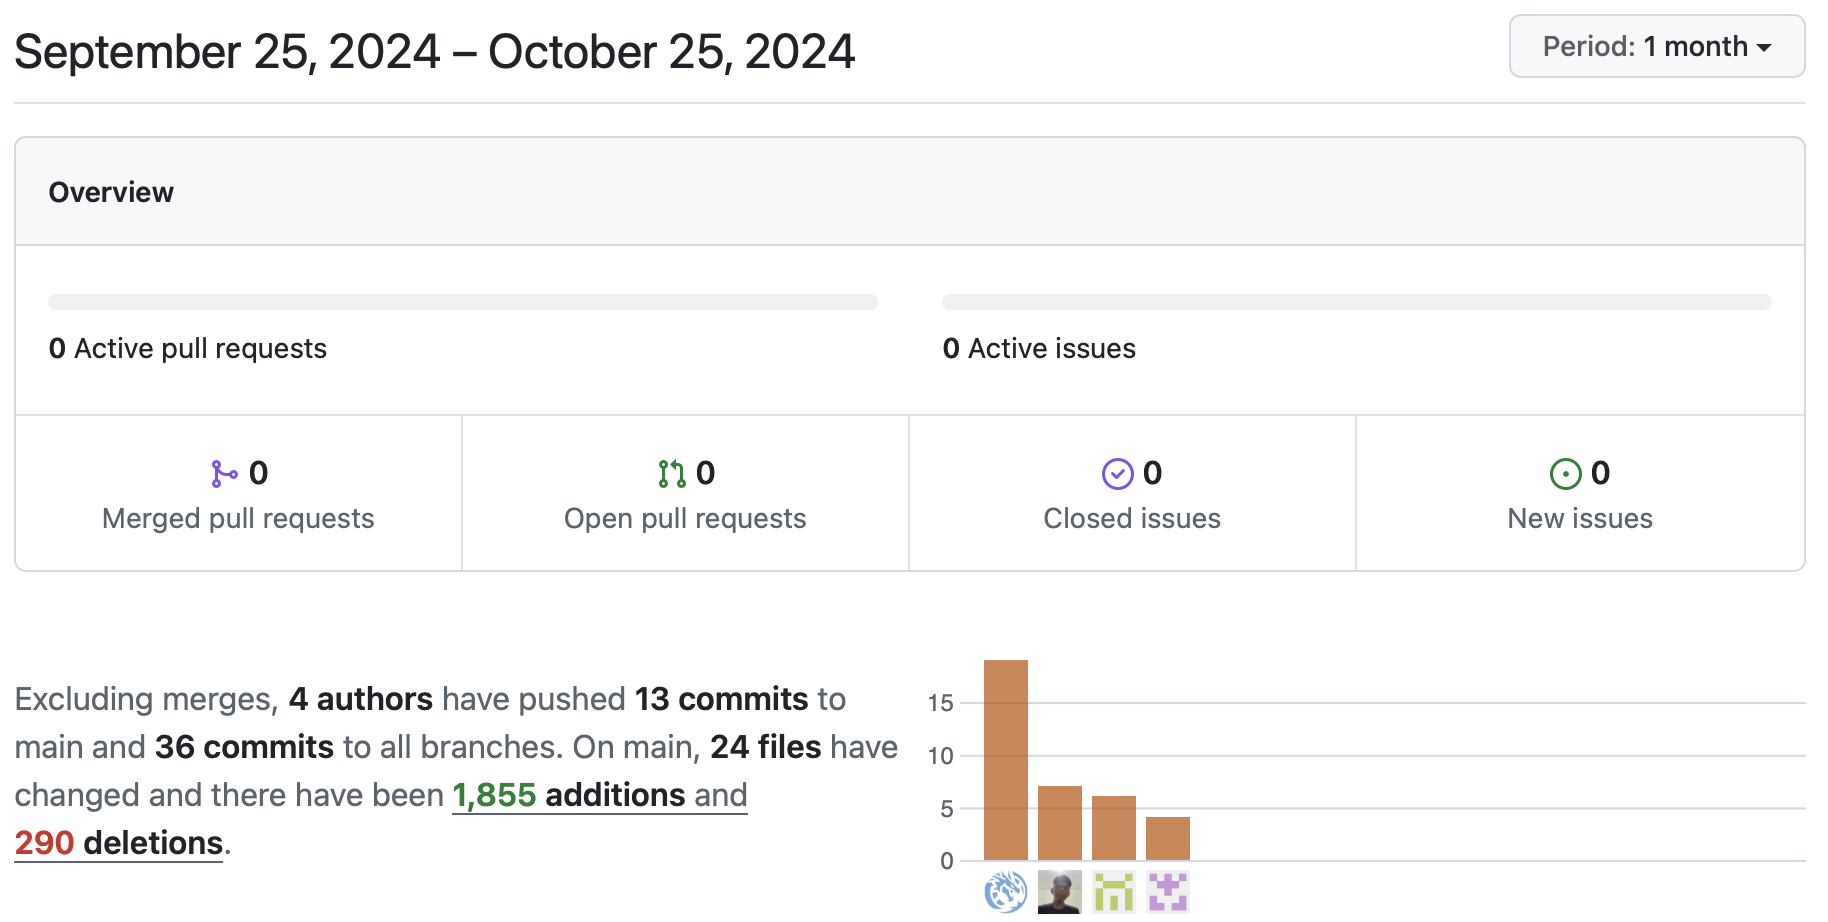 September 25, 2024 – October 25, 2024
Period: 1 month
Overview
0 Active pull requests
0 Active issues
0
Merged pull requests
0
Open pull requests
0
Closed issues
0
New issues
Excluding merges, 4 authors have pushed 13 commits to
main and 36 commits to all branches. On main, 24 files have
changed and there have been 1,855 additions and
290 deletions.
15
10
5
0